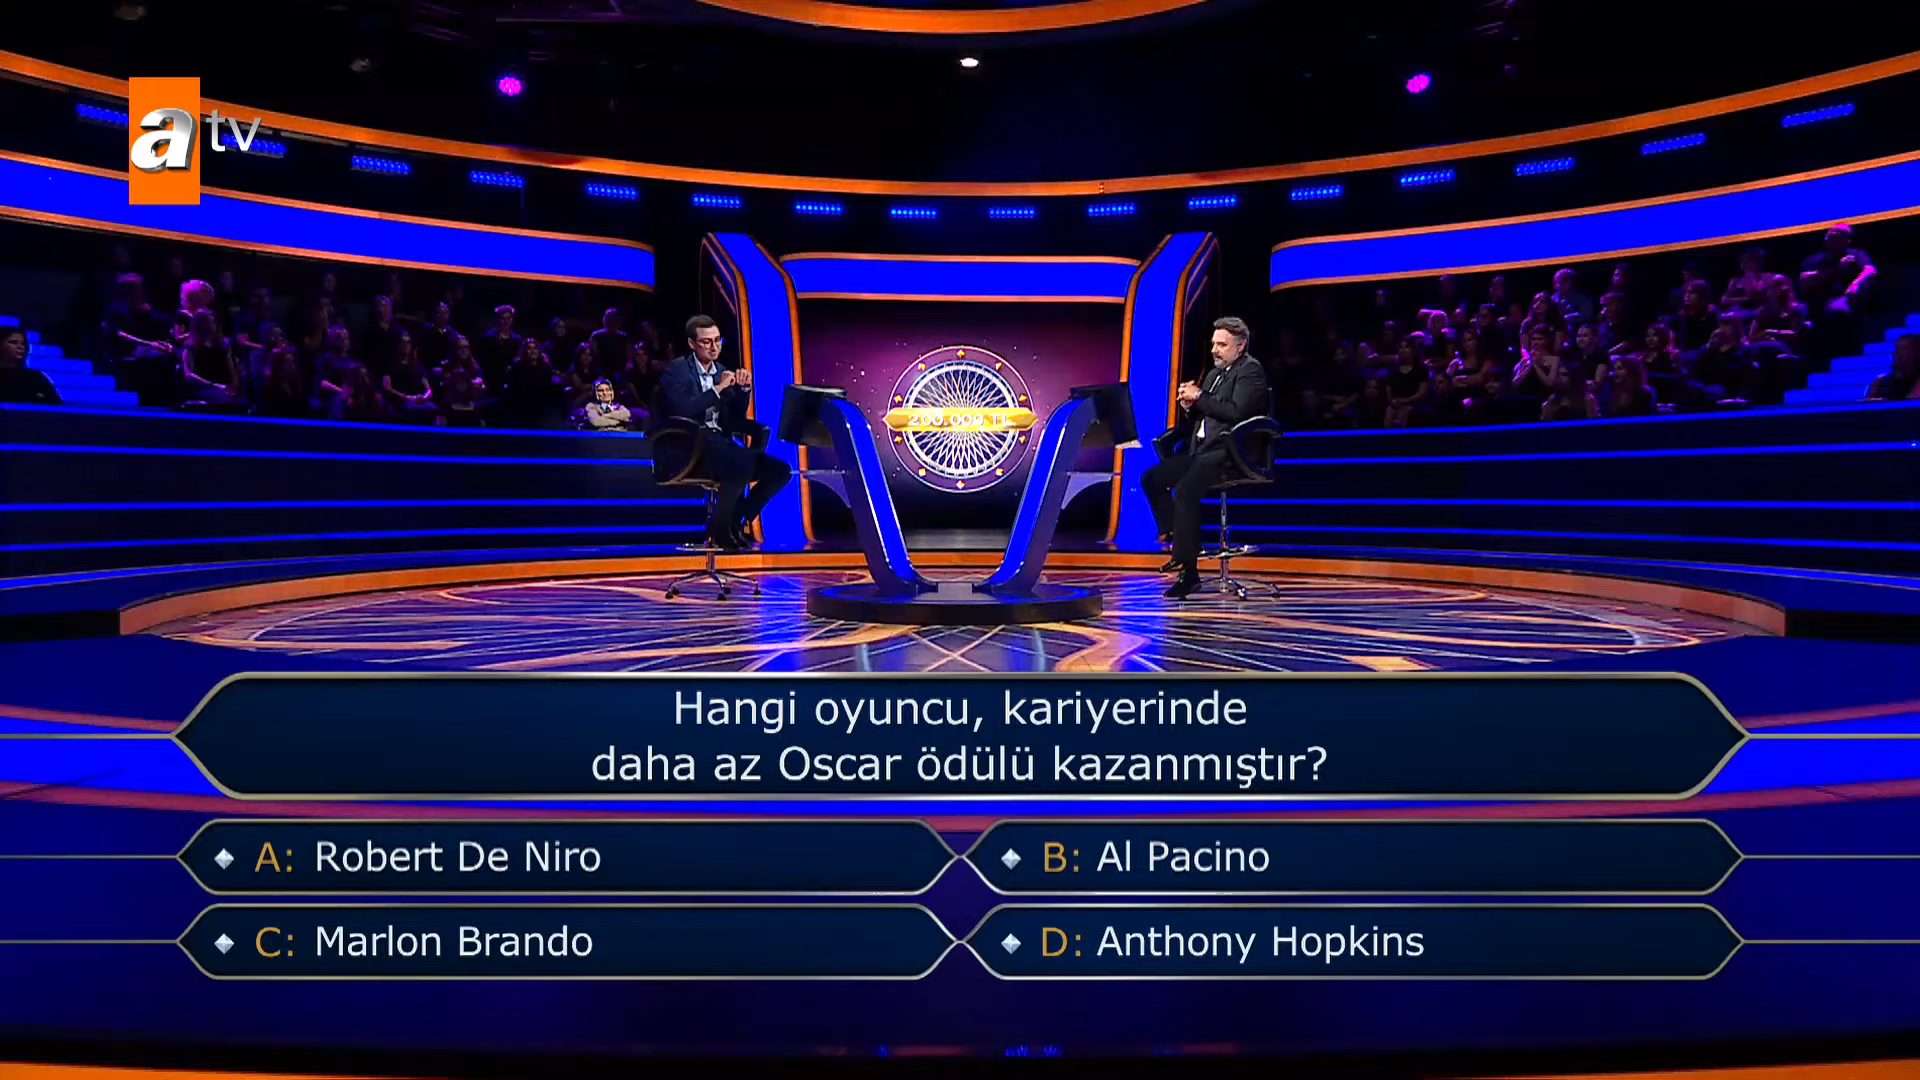 atv
200.000 TL
Hangi oyuncu, kariyerinde
daha az Oscar ödülü kazanmıştır?
A: Robert De Niro
B: Al Pacino
C: Marlon Brando
D: Anthony Hopkins